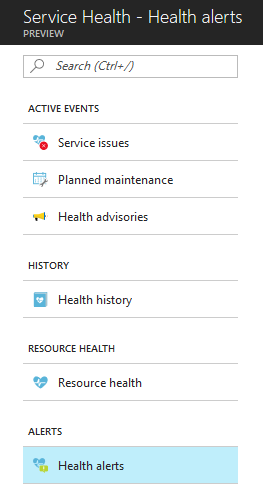 Service Health - Health alerts
PREVIEW
Search (Ctrl+/)
ACTIVE EVENTS
Service issues
Planned maintenance
Health advisories
HISTORY
Health history
RESOURCE HEALTH
Resource health
ALERTS
Health alerts